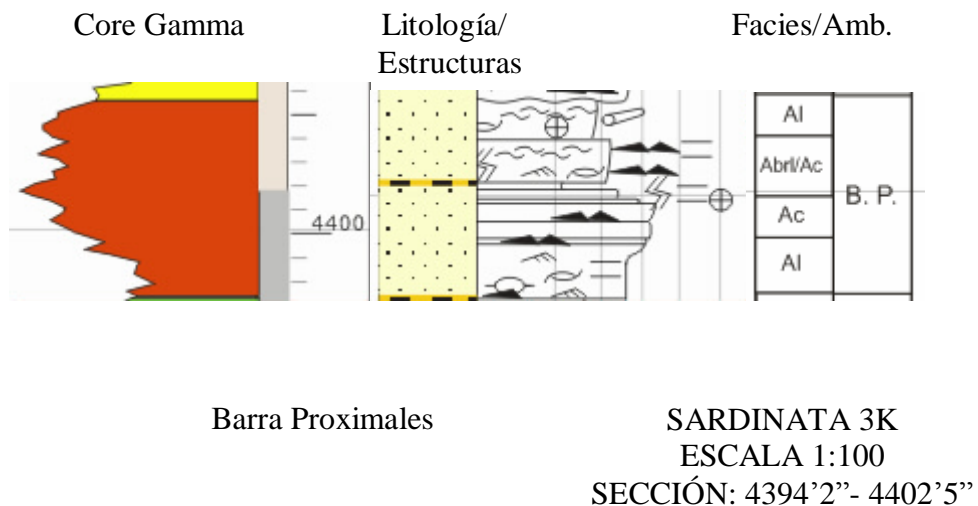 Core Gamma
Litología/
Estructuras
Facies/Amb.
4400
Al
Abrl/Ac
Ac
Al
B. P.
Barra Proximales
SARDINATA 3K
ESCALA 1:100
SECCIÓN: 4394’2”- 4402’5”